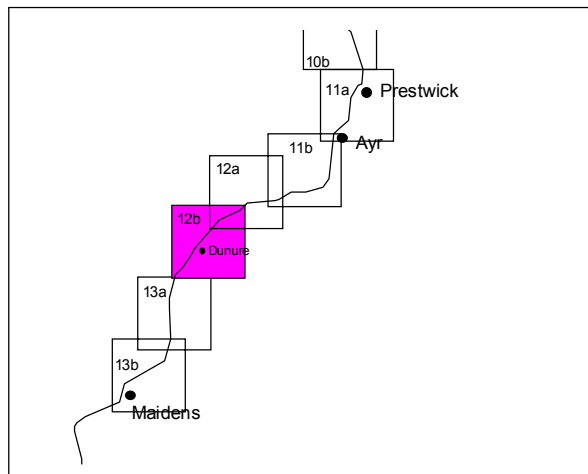 10b
11a
Prestwick
Ayr
11b
12a
12b
Dunure
13a
13b
Maidens